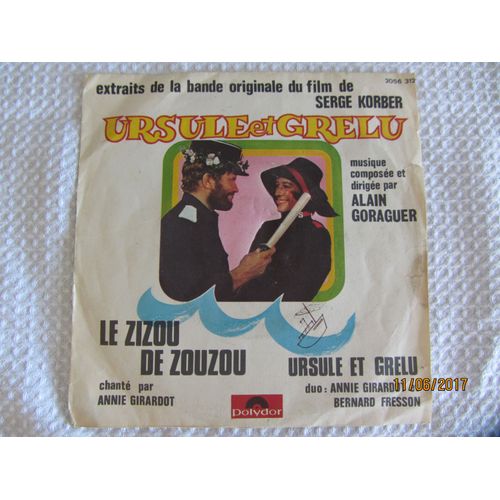 extraits de la bande originale du film de
2056 312
SERGE KORBER
URSULE et GRELU
musique
composée et
dirigée par
ALAIN
GORAGUER
LE ZIZOU
DE ZOUZOU
chanté par
ANNIE GIRARDOT
URSULE ET GRELU
duo: ANNIE GIRARDOT
BERNARD FRESSON
polydor
11/06/2017